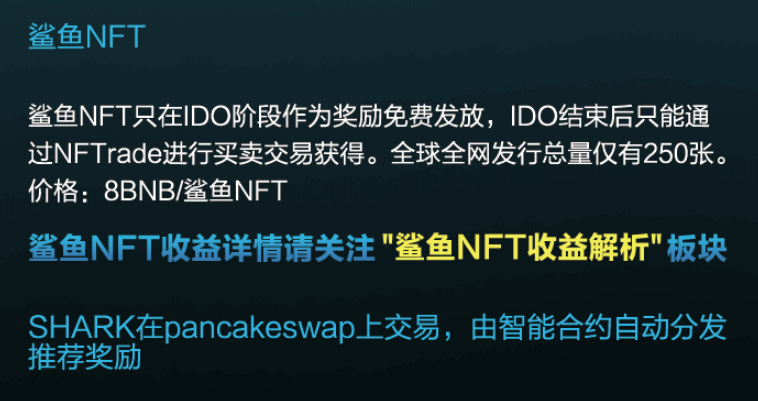 鲨鱼NFT
鲨鱼NFT只在IDO阶段作为奖励免费发放，IDO结束后只能通
过NFTrade进行买卖交易获得。全球全网发行总量仅有250张。
价格：8BNB/鲨鱼NFT
鲨鱼NFT收益详情请关注"鲨鱼NFT收益解析"板块
SHARK在pancakeswap上交易，由智能合约自动分发
推荐奖励